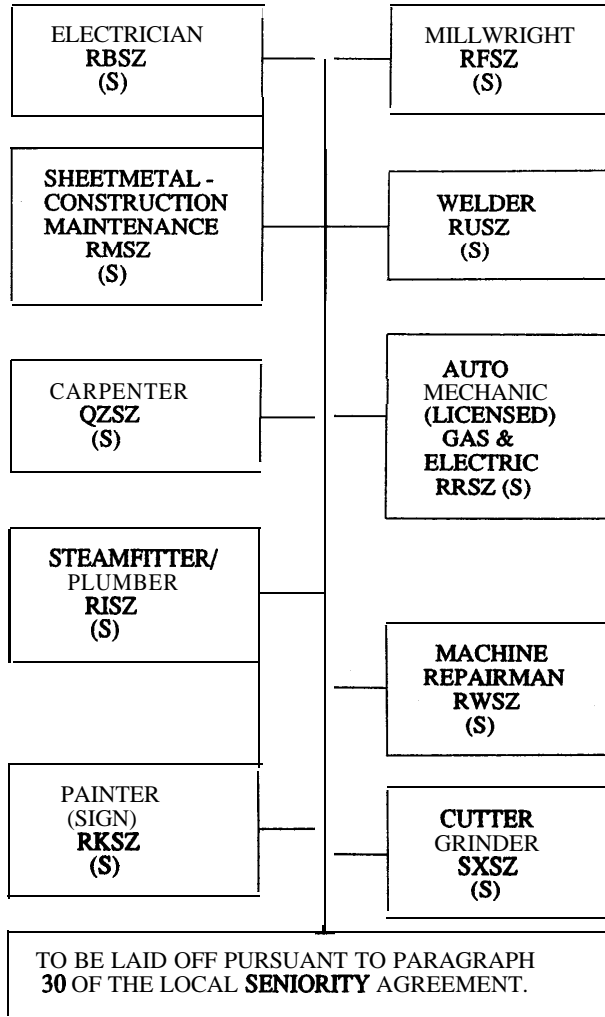 ELECTRICIAN
RBSZ
(S)
MILLWRIGHT
RFSZ
(S)
SHEETMETAL -
CONSTRUCTION
MAINTENANCE
RMSZ
(S)
WELDER
RUSZ
(S)
CARPENTER
QZSZ
(S)
AUTO
MECHANIC
(LICENSED)
GAS &
ELECTRIC
RRSZ (S)
STEAMFITTER/
PLUMBER
RISZ
(S)
MACHINE
REPAIRMAN
RWSZ
(S)
PAINTER
(SIGN)
RKSZ
(S)
CUTTER
GRINDER
SXSZ
(S)
TO BE LAID OFF PURSUANT TO PARAGRAPH
30 OF THE LOCAL SENIORITY AGREEMENT.